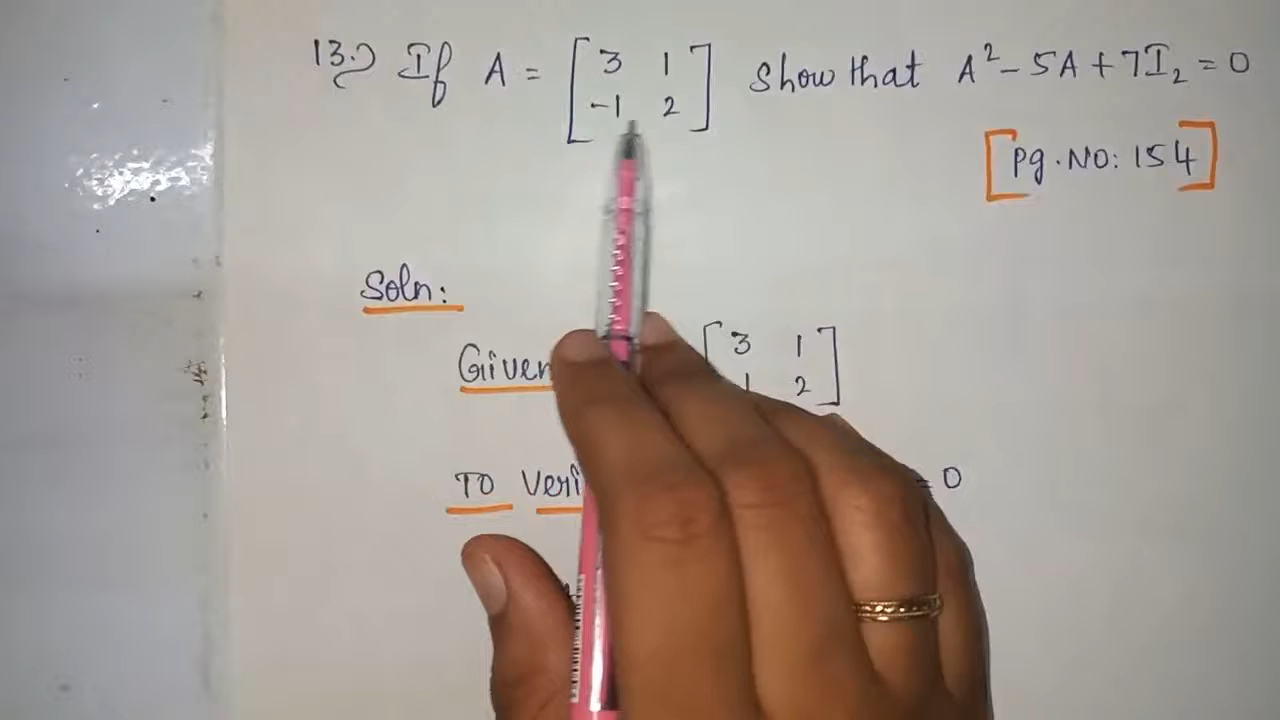 13.) If A = [ 3 1 Show that A² - 5A + 7I₂ = 0
-1 2 ]
[Pg. No: 154]
Soln:
Given [ 3 1
1 2 ]
To = 0